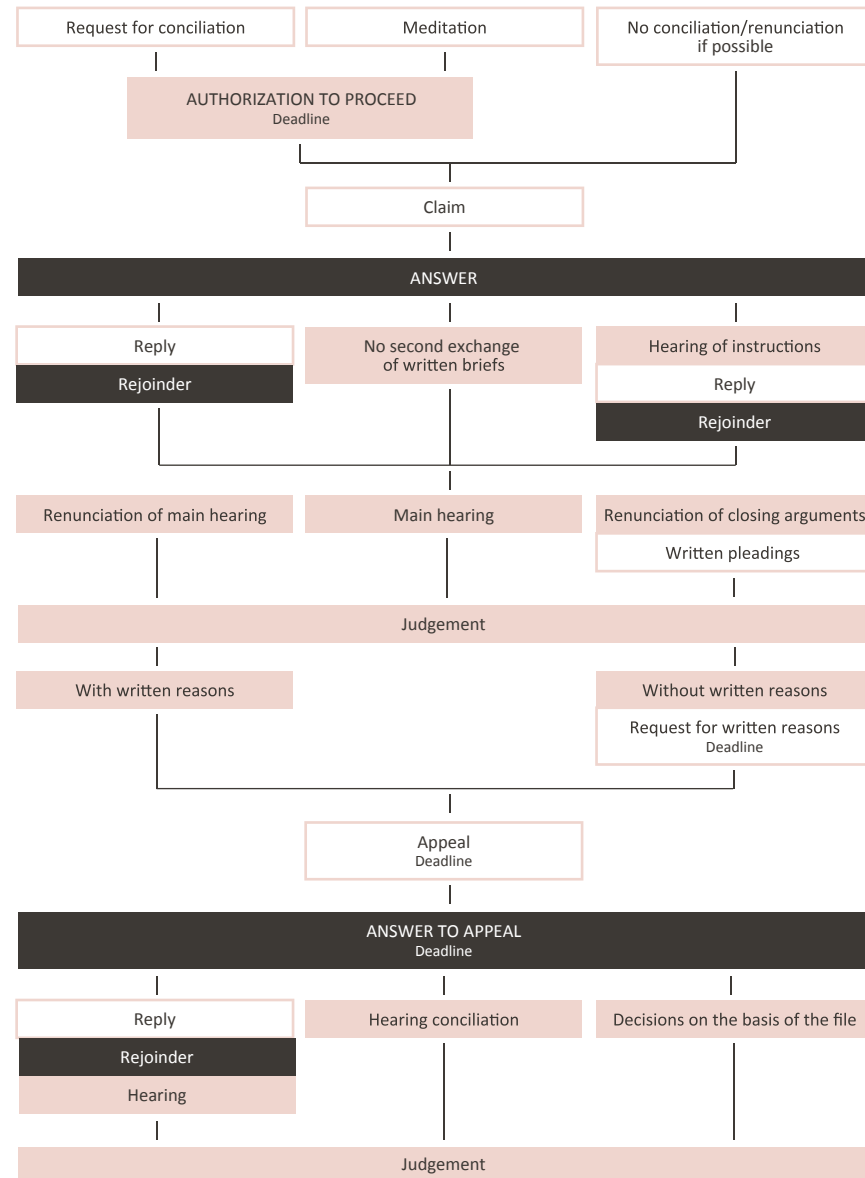 Request for conciliation
Meditation
No conciliation/renunciation
if possible
AUTHORIZATION TO PROCEED
Deadline
Claim
ANSWER
Reply
Rejoinder
No second exchange
of written briefs
Hearing of instructions
Reply
Rejoinder
Renunciation of main hearing
Main hearing
Renunciation of closing arguments
Written pleadings
Judgement
With written reasons
Without written reasons
Request for written reasons
Deadline
Appeal
Deadline
ANSWER TO APPEAL
Deadline
Reply
Rejoinder
Hearing
Hearing conciliation
Decisions on the basis of the file
Judgement